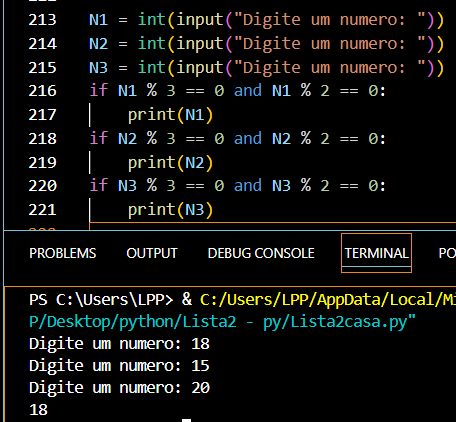 213 N1 = int(input("Digite um numero: "))
214 N2 = int(input("Digite um numero: "))
215 N3 = int(input("Digite um numero: "))
216 if N1 % 3 == 0 and N1 % 2 == 0:
217     print(N1)
218 if N2 % 3 == 0 and N2 % 2 == 0:
219     print(N2)
220 if N3 % 3 == 0 and N3 % 2 == 0:
221     print(N3)
PROBLEMS OUTPUT DEBUG CONSOLE TERMINAL PO
PS C:\Users\LPP> & C:/Users/LPP/AppData/Local/Mi
P/Desktop/python/Lista2 - py/Lista2casa.py"
Digite um numero: 18
Digite um numero: 15
Digite um numero: 20
18